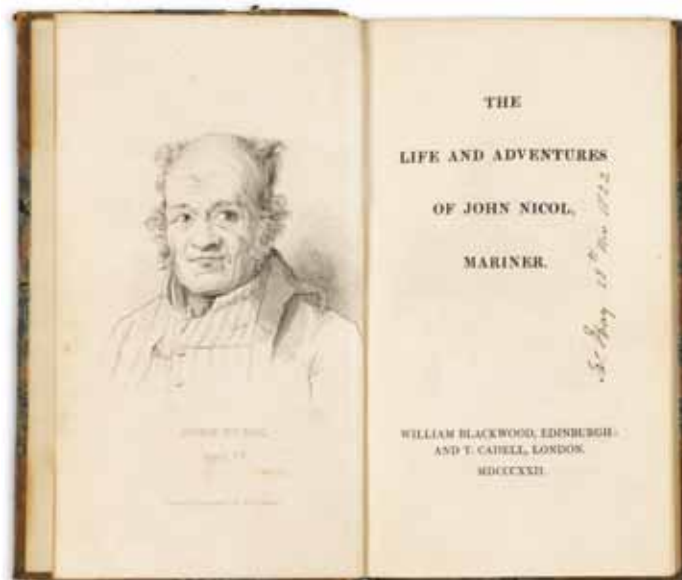 THE
LIFE AND ADVENTURES
OF JOHN NICOL,
MARINER.
WILLIAM BLACKWOOD, EDINBURGH:
AND T. CADELL, LONDON.
MDCCCXXII.